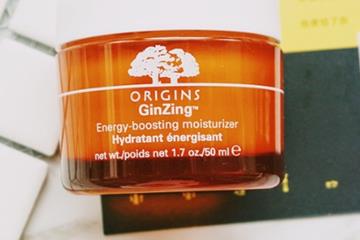 ORIGINS
GinZing™
Energy-boosting moisturizer
Hydratant énergisant
net wt./poids net 1.7 oz./50 ml ℮